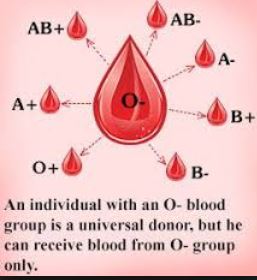 AB+ AB-
A-
O-
A+ B+
O+ B-
An individual with an O- blood
group is a universal donor, but he
can receive blood from O- group
only.